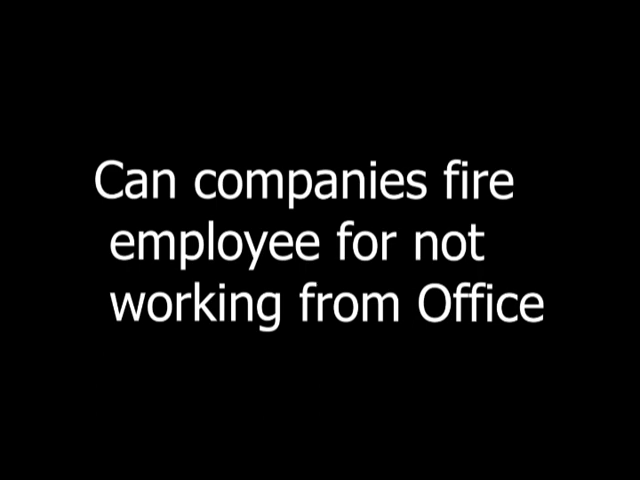 Can companies fire
employee for not
working from Office